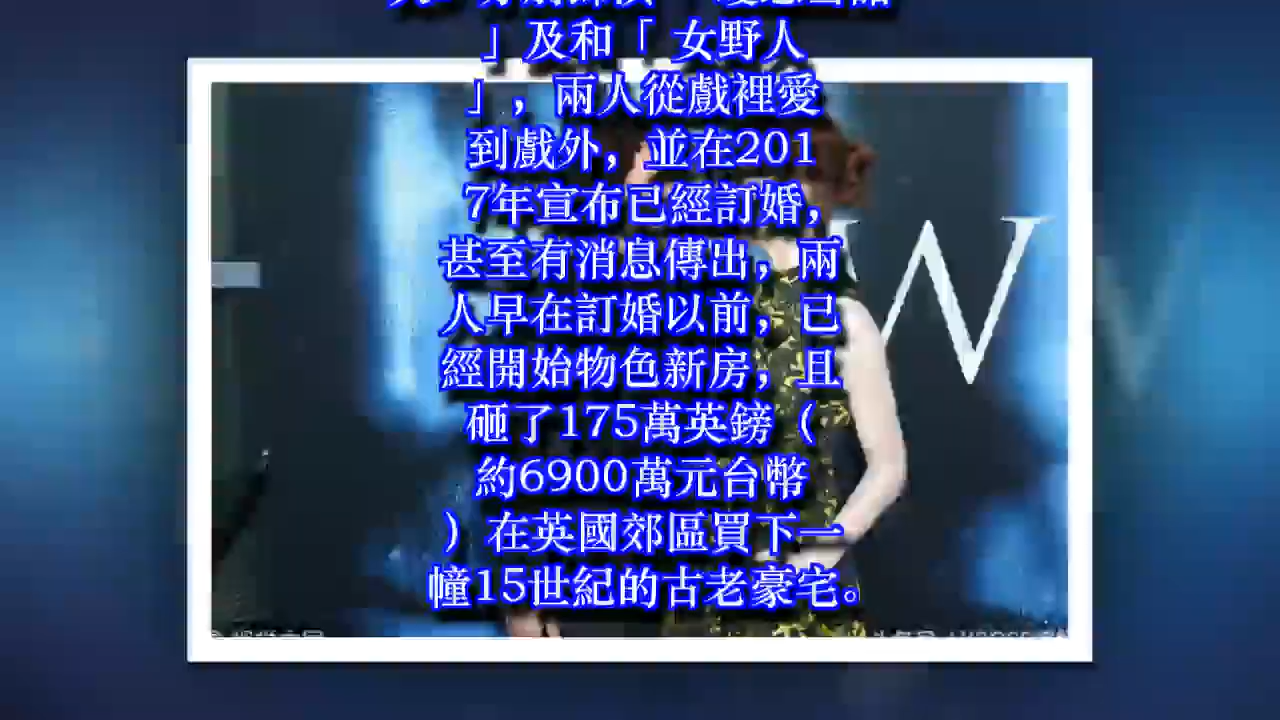 」及和「 女野人
」，兩人從戲裡愛
到戲外，並在201
7年宣布已經訂婚，
甚至有消息傳出，兩
人早在訂婚以前，已
經開始物色新房，且
砸了175萬英鎊（
約6900萬元台幣
）在英國郊區買下一
幢15世紀的古老豪宅。
W